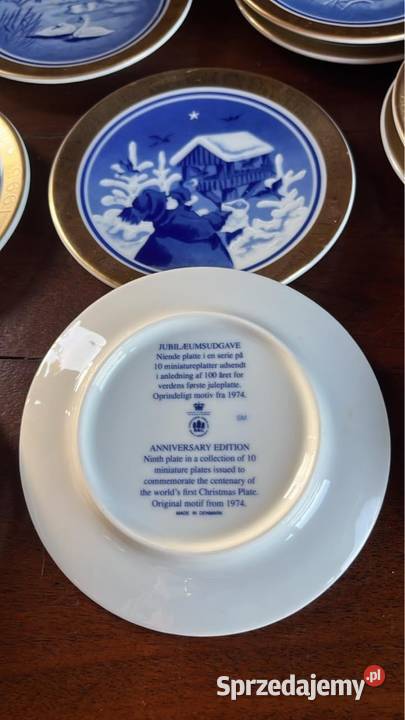 JUBILÆUMSUDGAVE
Niende platte i en serie på
10 miniatureplatter udsendt
i anledning af 100 året for
verdens første juleplatte.
Oprindeligt motiv fra 1974.
ANNIVERSARY EDITION
Ninth plate in a collection of 10
miniature plates issued to
commemorate the centenary of
the world's first Christmas Plate.
Original motif from 1974.
MADE IN DENMARK
Sprzedajemy.pl